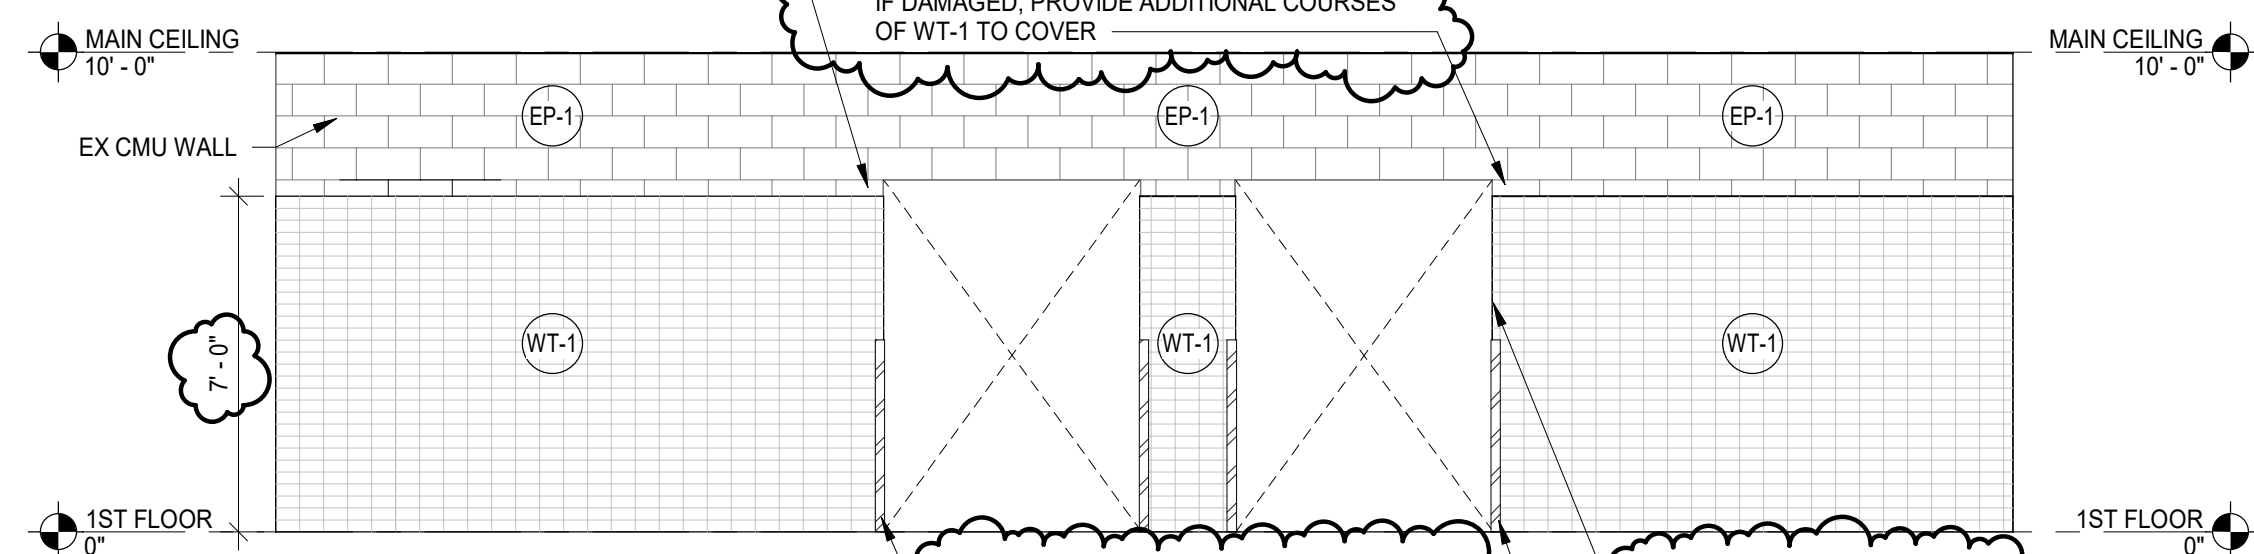 IF DAMAGED, PROVIDE ADDITIONAL COURSES
OF WT-1 TO COVER
MAIN CEILING
10' - 0"
MAIN CEILING
10' - 0"
EX CMU WALL
EP-1
EP-1
EP-1
7' - 0"
WT-1
WT-1
WT-1
1ST FLOOR
0"
1ST FLOOR
0"